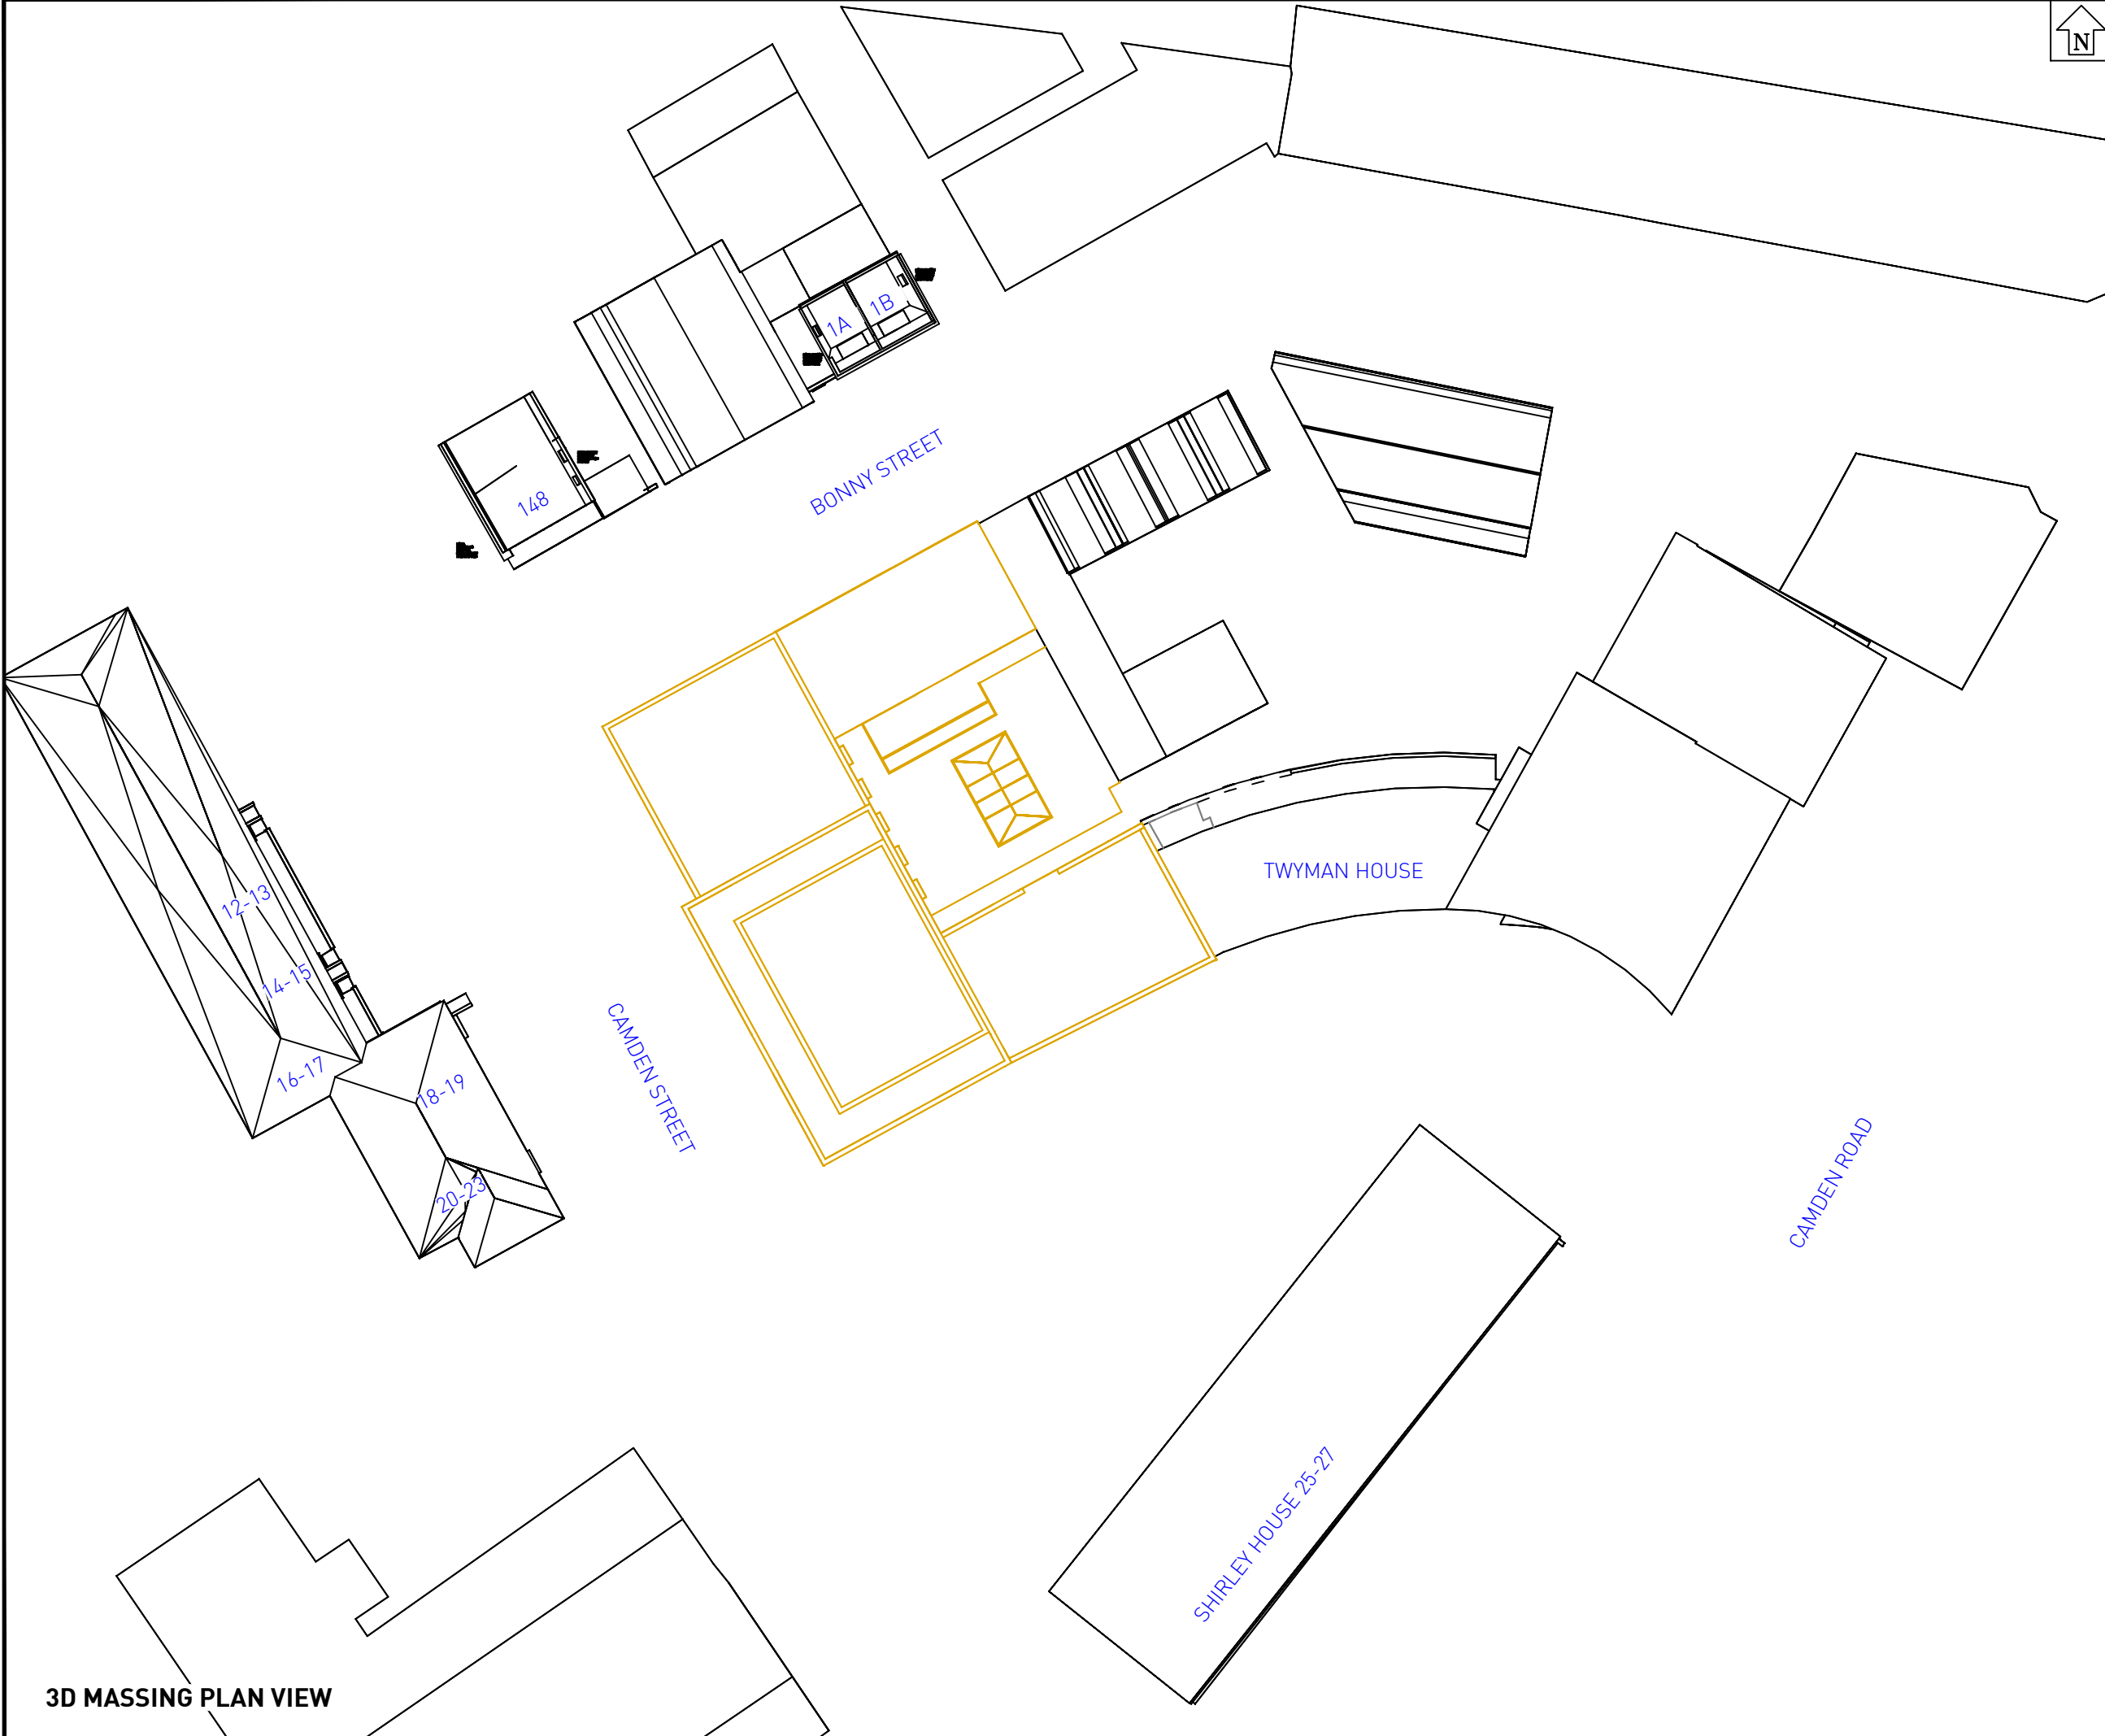 N
1B
1A
BONNY STREET
148
TWYMAN HOUSE
12-13
14-15
16-17
18-19
CAMDEN STREET
20-23
CAMDEN ROAD
SHIRLEY HOUSE 25-27
3D MASSING PLAN VIEW